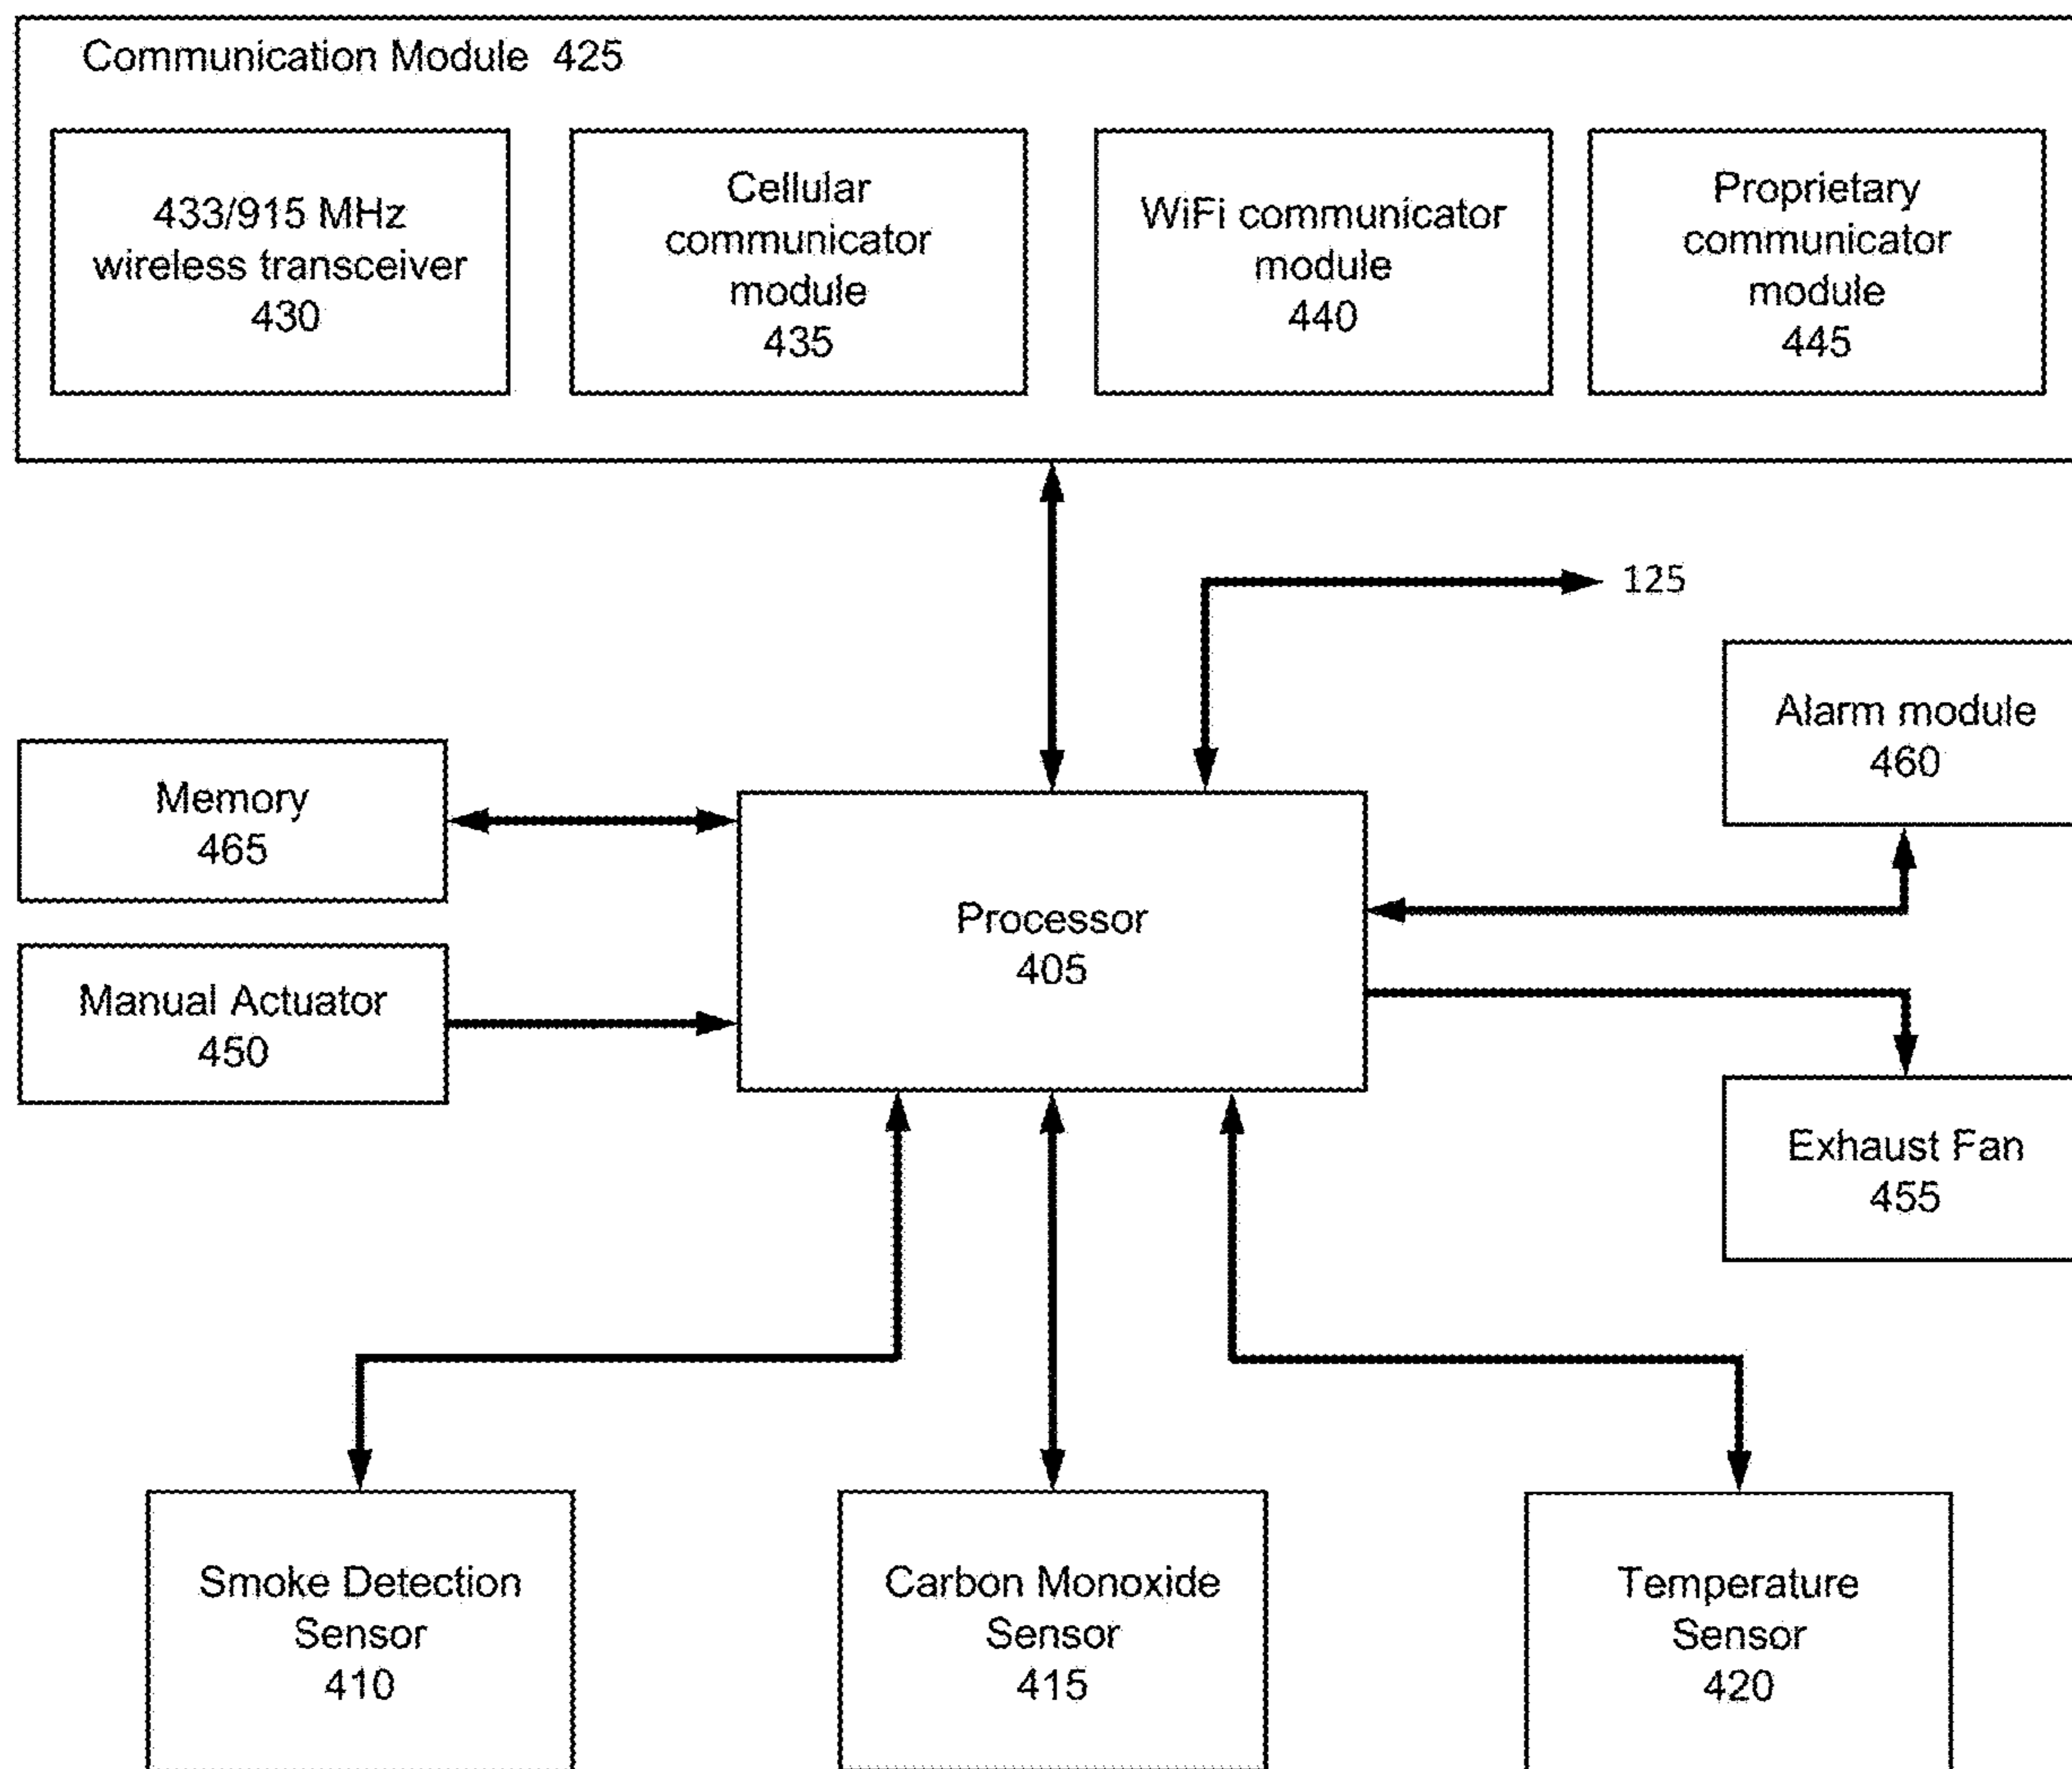 Communication Module 425
433/915 MHz
wireless transceiver
430
Cellular
communicator
module
435
WiFi communicator
module
440
Proprietary
communicator
module
445
125
Alarm module
460
Memory
465
Processor
405
Manual Actuator
450
Exhaust Fan
455
Smoke Detection
Sensor
410
Carbon Monoxide
Sensor
415
Temperature
Sensor
420